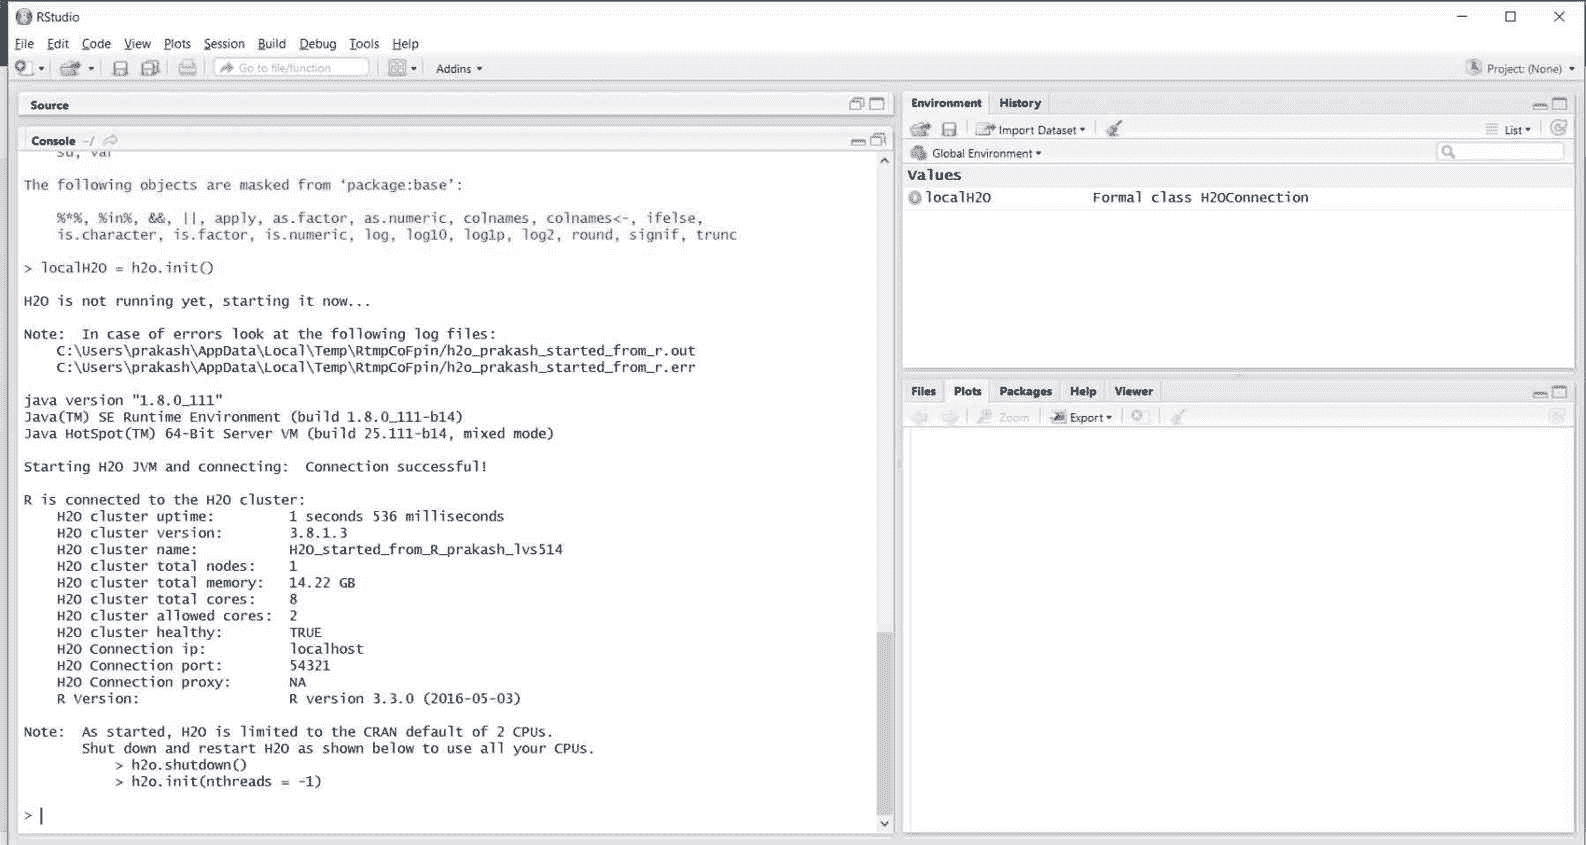 RStudio
File Edit Code View Plots Session Build Debug Tools Help
Go to file/function Addins Project: (None)
Source
Console ~/
sd, var
The following objects are masked from ‘package:base’:
%*%, %in%, &&, ||, apply, as.factor, as.numeric, colnames, colnames<-, ifelse,
is.character, is.factor, is.numeric, log, log10, log1p, log2, round, signif, trunc
> localH2O = h2o.init()
H2O is not running yet, starting it now...
Note:  In case of errors look at the following log files:
C:\Users\prakash\AppData\Local\Temp\RtmpCoFpin/h2o_prakash_started_from_r.out
C:\Users\prakash\AppData\Local\Temp\RtmpCoFpin/h2o_prakash_started_from_r.err
java version "1.8.0_111"
Java(TM) SE Runtime Environment (build 1.8.0_111-b14)
Java HotSpot(TM) 64-Bit Server VM (build 25.111-b14, mixed mode)
Starting H2O JVM and connecting:  Connection successful!
R is connected to the H2O cluster:
H2O cluster uptime: 1 seconds 536 milliseconds
H2O cluster version: 3.8.1.3
H2O cluster name: H2O_started_from_R_prakash_lvs514
H2O cluster total nodes: 1
H2O cluster total memory: 14.22 GB
H2O cluster total cores: 8
H2O cluster allowed cores: 2
H2O cluster healthy: TRUE
H2O Connection ip: localhost
H2O Connection port: 54321
H2O Connection proxy: NA
R Version: R version 3.3.0 (2016-05-03)
Note:  As started, H2O is limited to the CRAN default of 2 CPUs.
Shut down and restart H2O as shown below to use all your CPUs.
> h2o.shutdown()
> h2o.init(nthreads = -1)
>
Environment History
Import Dataset List
Global Environment
Values
localH2O Formal class H2OConnection
Files Plots Packages Help Viewer
Zoom Export